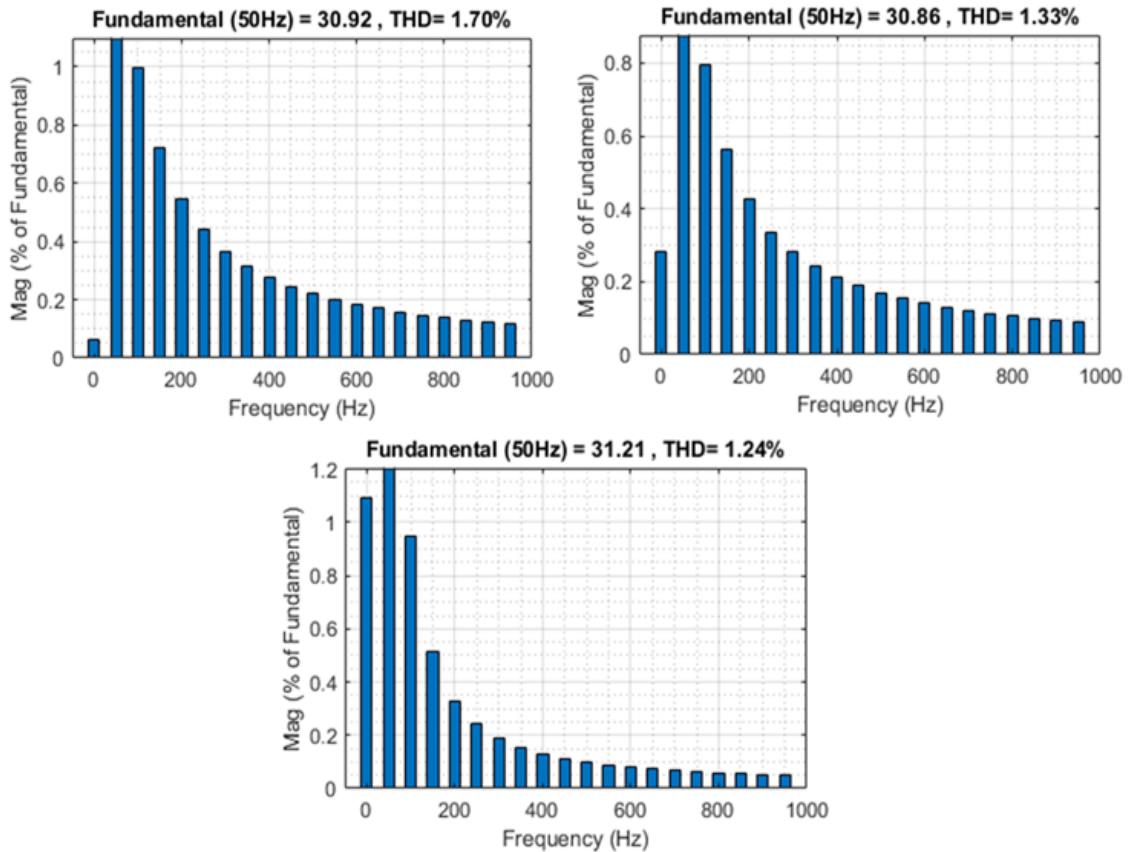 Fundamental (50Hz) = 30.92 , THD= 1.70%
Mag (% of Fundamental)
1
0.8
0.6
0.4
0.2
0
0 200 400 600 800 1000
Frequency (Hz)
Fundamental (50Hz) = 30.86 , THD= 1.33%
Mag (% of Fundamental)
0.8
0.6
0.4
0.2
0
0 200 400 600 800 1000
Frequency (Hz)
Fundamental (50Hz) = 31.21 , THD= 1.24%
Mag (% of Fundamental)
1.2
1
0.8
0.6
0.4
0.2
0
0 200 400 600 800 1000
Frequency (Hz)